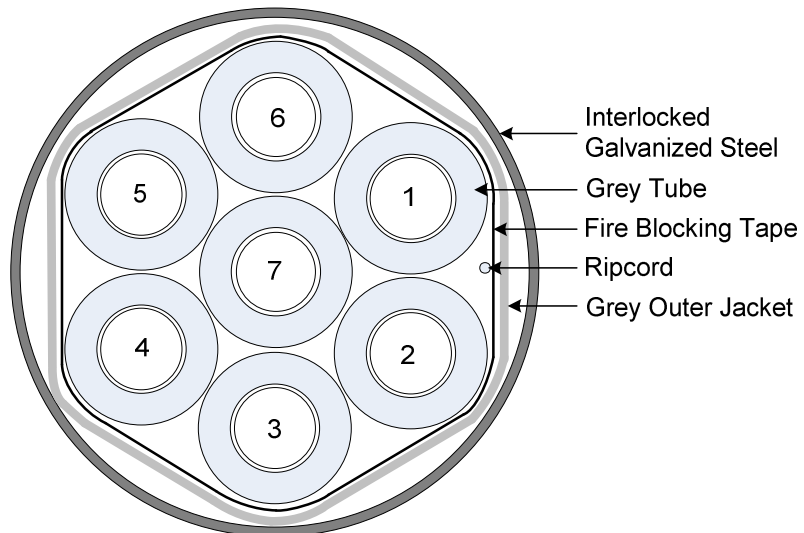 6
Interlocked
Galvanized Steel
5
1
Grey Tube
Fire Blocking Tape
7
Ripcord
Grey Outer Jacket
4
2
3